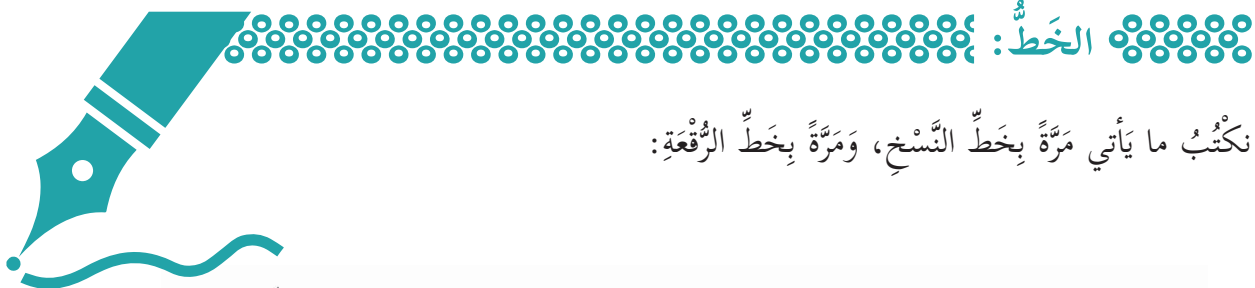 الخَطُّ:
نكْتُبُ ما يَأتي مَرَّةً بِخَطِّ النَّسْخِ، وَمَرَّةً بِخَطِّ الرُّقْعَةِ: